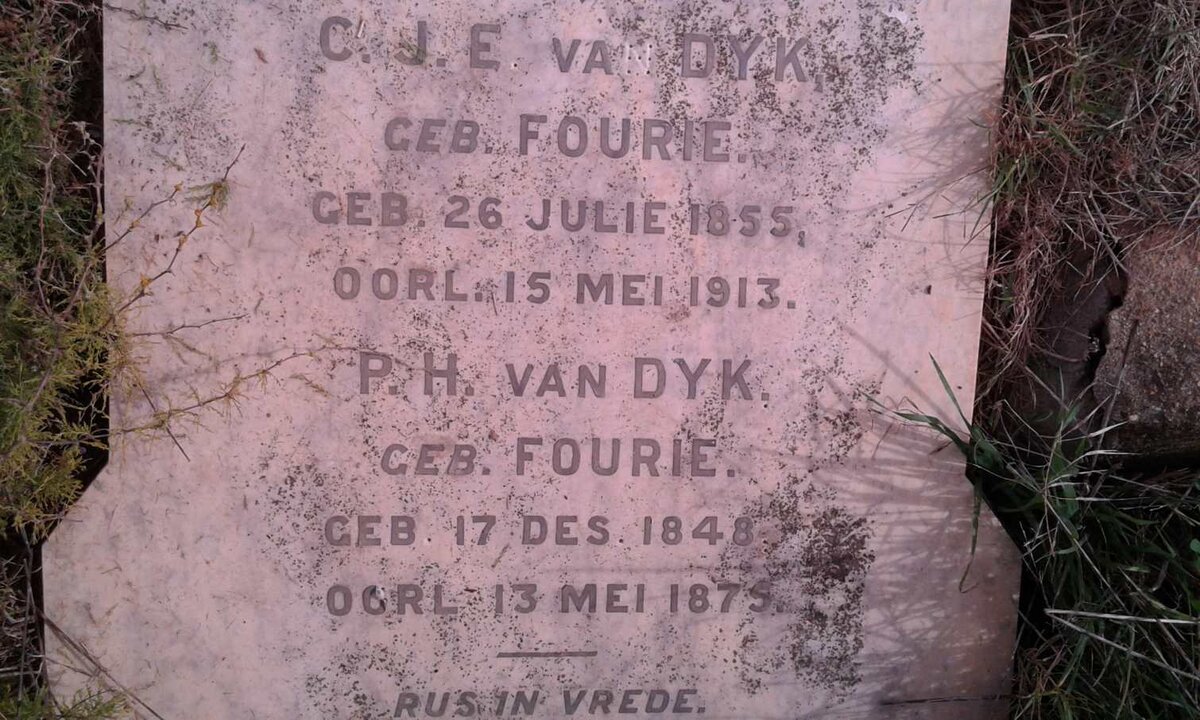 C. J. E. VAN DYK,
GEB. FOURIE.
GEB. 26 JULIE 1855,
OORL. 15 MEI 1913.
P. H. VAN DYK.
GEB. FOURIE.
GEB. 17 DES. 1848
OORL. 13 MEI 1875.
RUS IN VREDE.